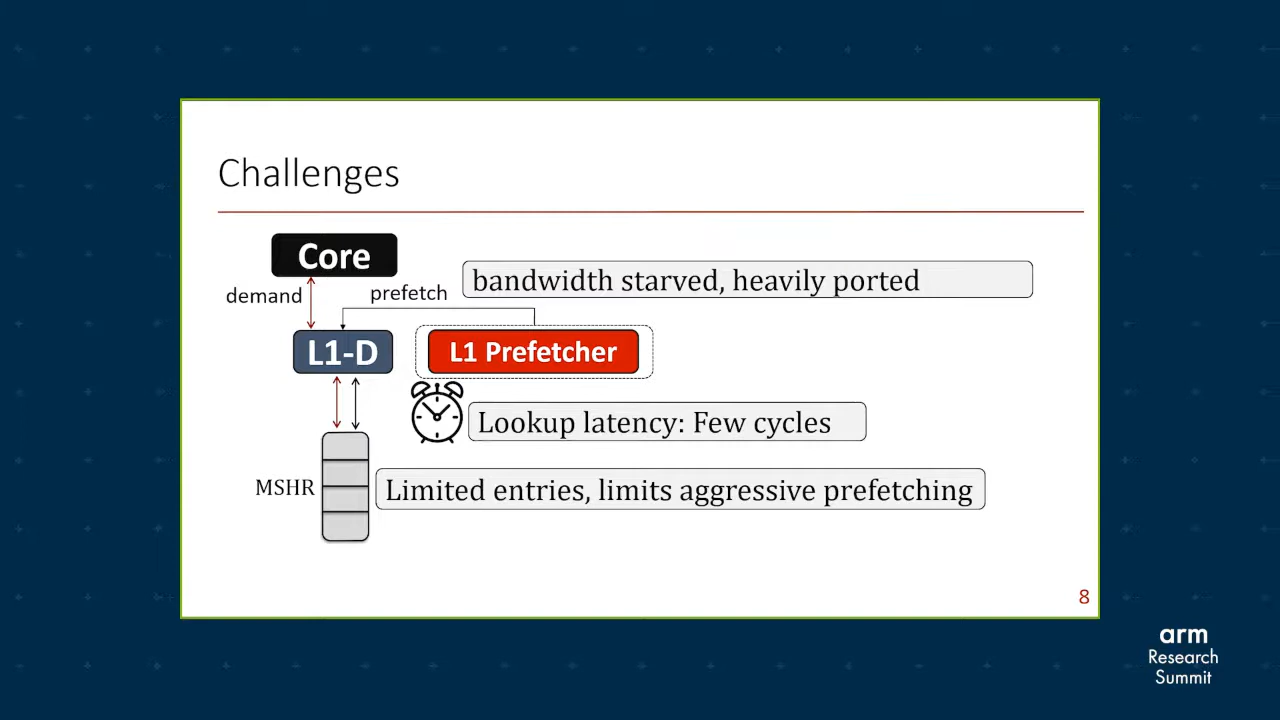 Challenges
Core
bandwidth starved, heavily ported
demand
prefetch
L1-D
L1 Prefetcher
Lookup latency: Few cycles
MSHR
Limited entries, limits aggressive prefetching
8
arm
Research
Summit